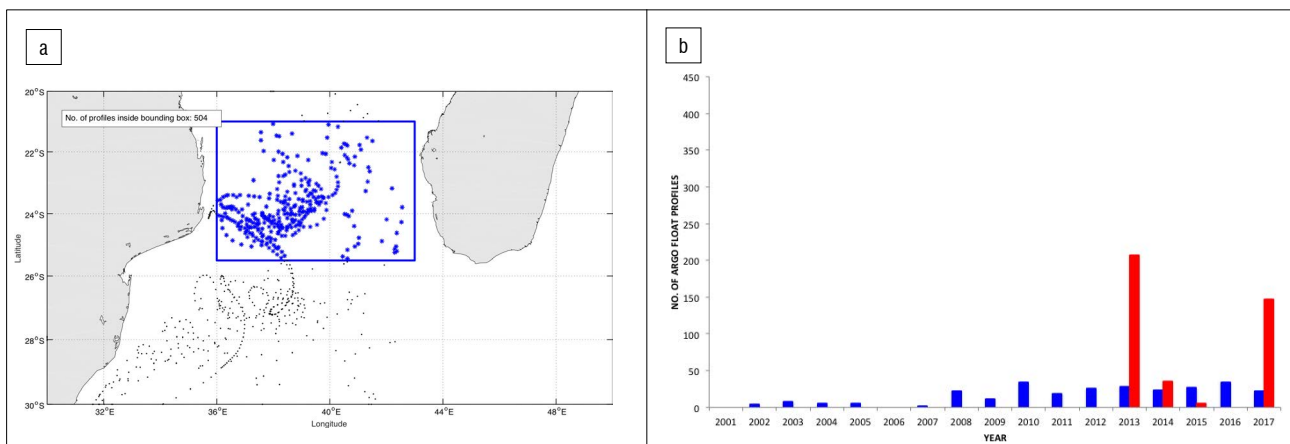 a
20°S
No. of profiles inside bounding box: 504
22°S
24°S
26°S
28°S
30°S
Latitude
32°E
36°E
40°E
44°E
48°E
Longitude
b
450
400
350
300
250
200
150
100
50
0
NO. OF ARGO FLOAT PROFILES
2001 2002 2003 2004 2005 2006 2007 2008 2009 2010 2011 2012 2013 2014 2015 2016 2017
YEAR